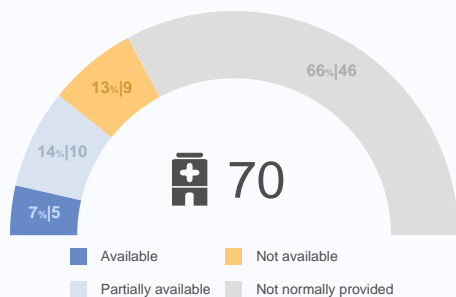 66%|46
13%|9
14%|10
7%|5
70
Available
Not available
Partially available
Not normally provided